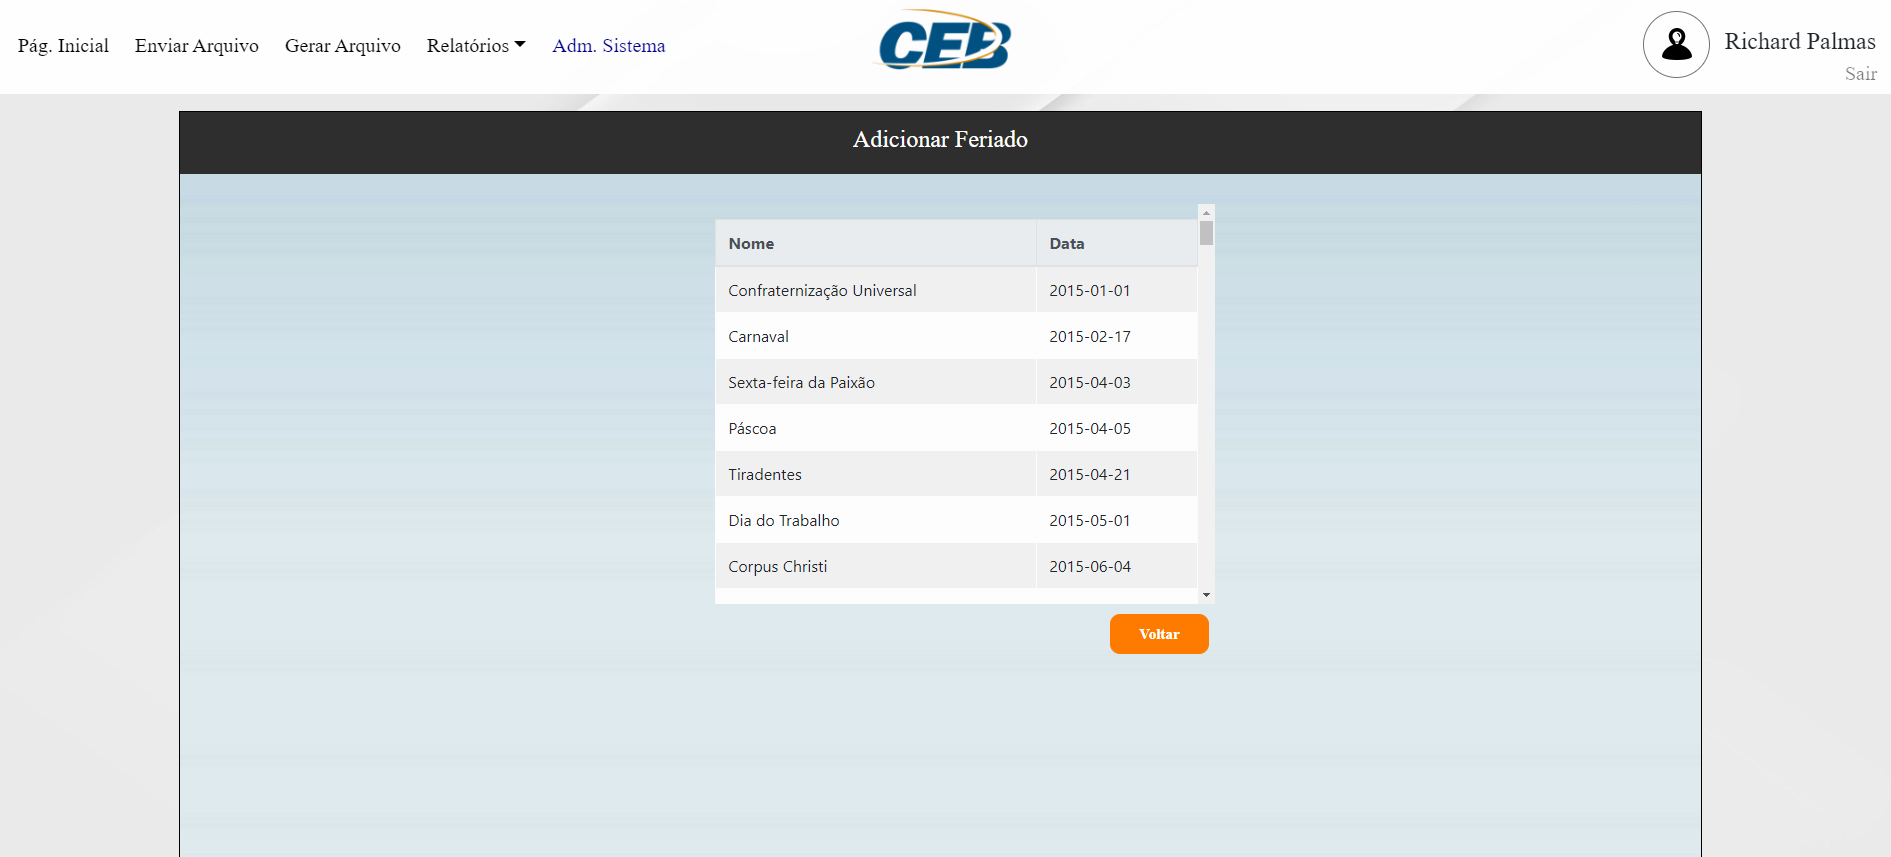 Pág. Inicial Enviar Arquivo Gerar Arquivo Relatórios Adm. Sistema
CEB
Richard Palmas
Sair
Adicionar Feriado
Nome Data
Confraternização Universal 2015-01-01
Carnaval 2015-02-17
Sexta-feira da Paixão 2015-04-03
Páscoa 2015-04-05
Tiradentes 2015-04-21
Dia do Trabalho 2015-05-01
Corpus Christi 2015-06-04
Voltar